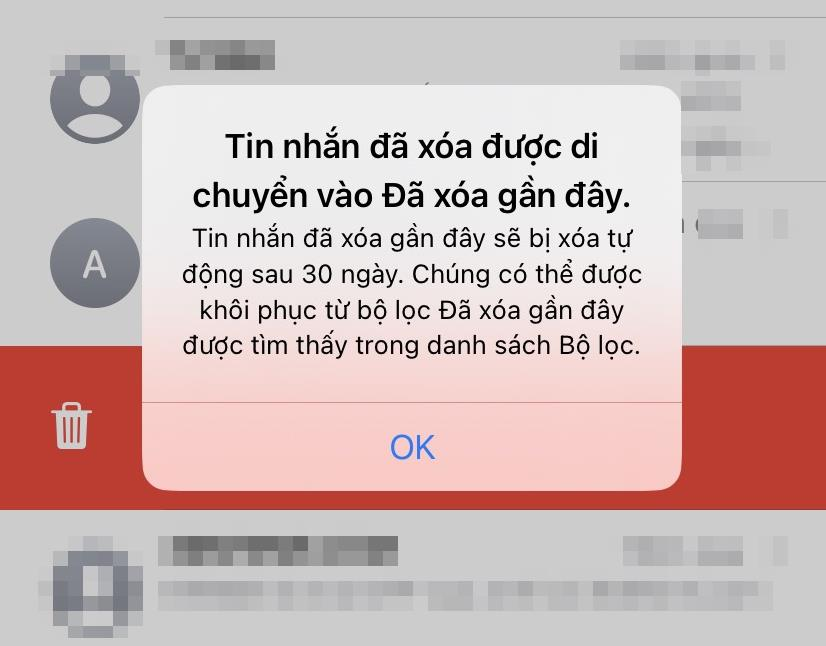 Tin nhắn đã xóa được di
chuyển vào Đã xóa gần đây.
Tin nhắn đã xóa gần đây sẽ bị xóa tự
động sau 30 ngày. Chúng có thể được
khôi phục từ bộ lọc Đã xóa gần đây
được tìm thấy trong danh sách Bộ lọc.
A
OK